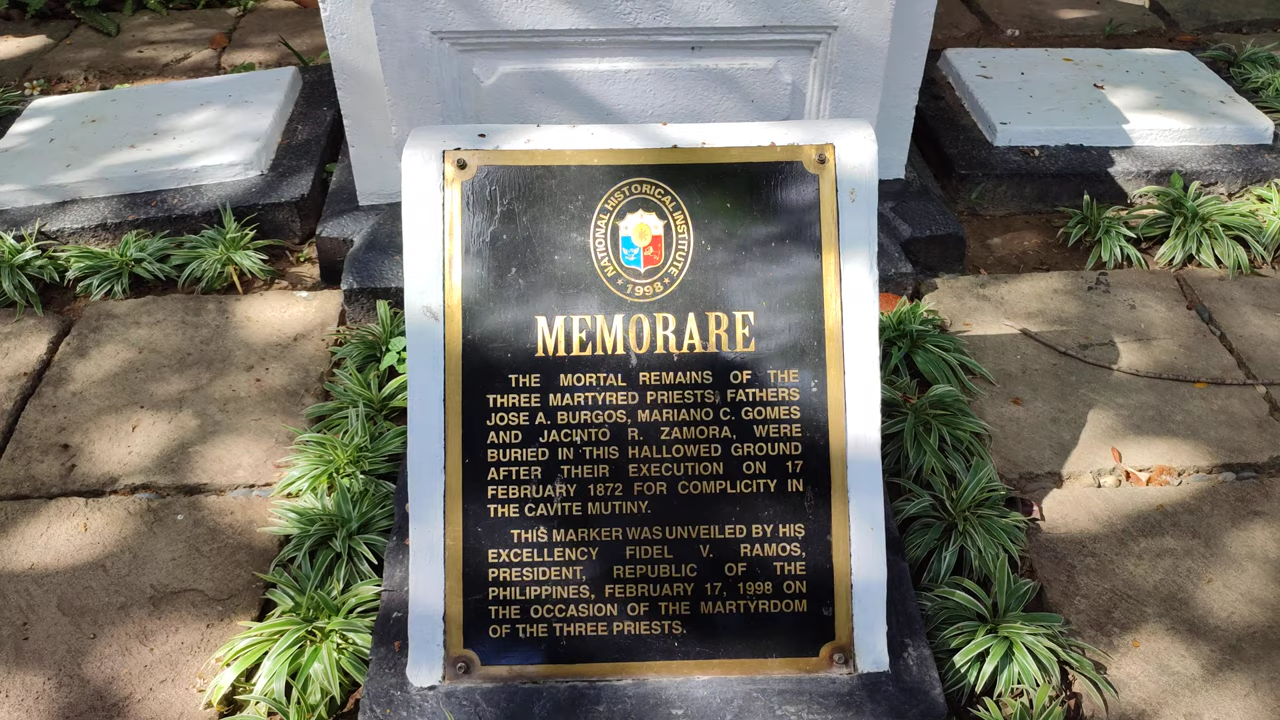 NATIONAL HISTORICAL INSTITUTE
★ 1998 ★
MEMORARE
THE MORTAL REMAINS OF THE
THREE MARTYRED PRIESTS, FATHERS
JOSE A. BURGOS, MARIANO C. GOMES
AND JACINTO R. ZAMORA, WERE
BURIED IN THIS HALLOWED GROUND
AFTER THEIR EXECUTION ON 17
FEBRUARY 1872 FOR COMPLICITY IN
THE CAVITE MUTINY.
THIS MARKER WAS UNVEILED BY HIS
EXCELLENCY FIDEL V. RAMOS,
PRESIDENT, REPUBLIC OF THE
PHILIPPINES, FEBRUARY 17, 1998 ON
THE OCCASION OF THE MARTYRDOM
OF THE THREE PRIESTS.